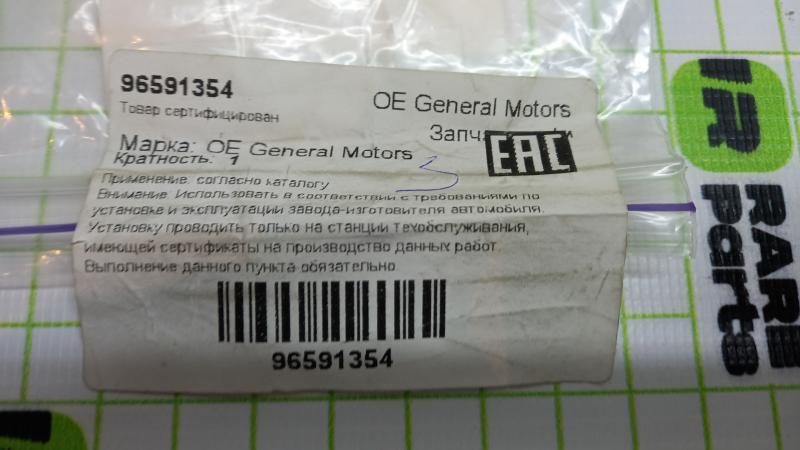 96591354
Товар сертифицирован
OE General Motors
Марка: OE General Motors
EAC
Кратность: 1
3
Применение: согласно каталогу
Внимание. Использовать в соответствии с требованиями по
установке и эксплуатации завода-изготовителя автомобиля.
Установку проводить только на станции техобслуживания,
имеющей сертификаты на производство данных работ.
Выполнение данного пункта обязательно
96591354
RARE
parts